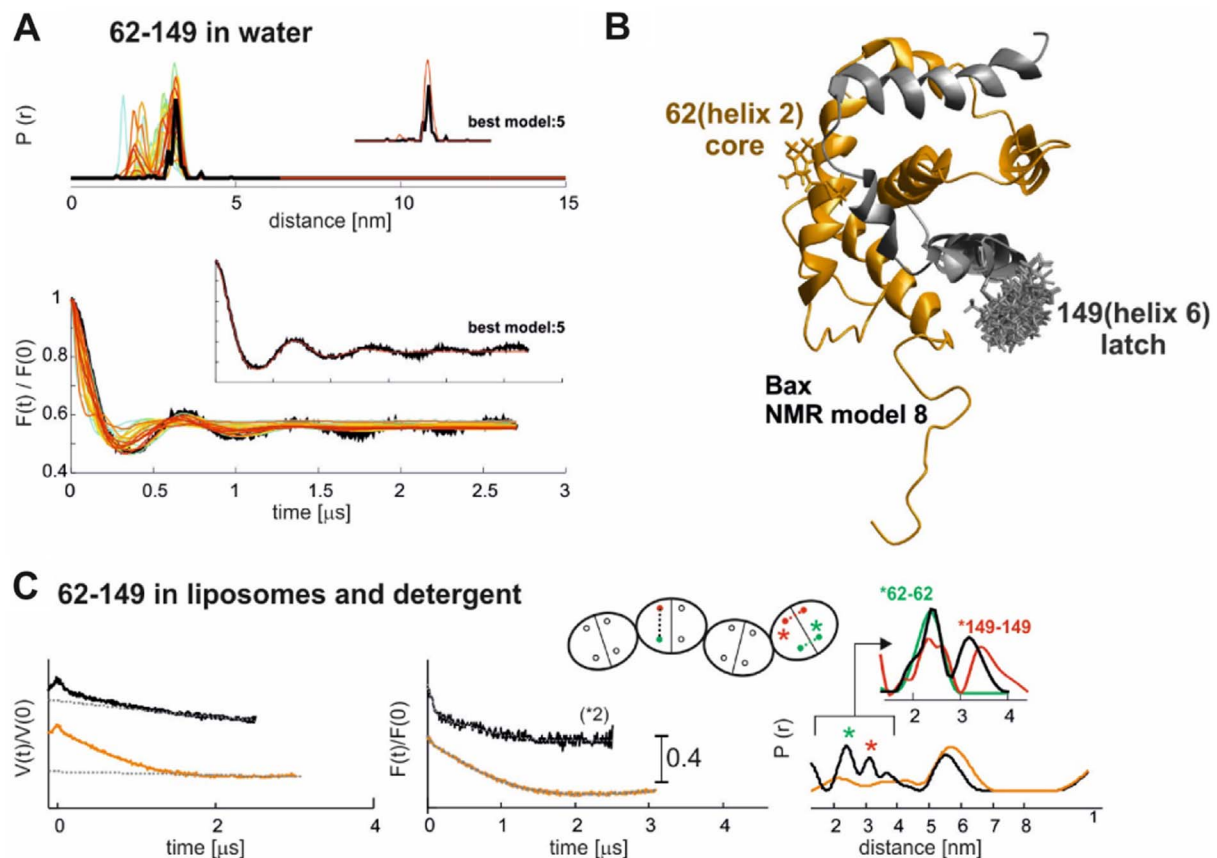 A
62-149 in water
P (r)
best model:5
0
5
10
15
distance [nm]
F(t) / F(0)
1
0.8
0.6
0.4
best model:5
0
0.5
1
1.5
2
2.5
3
time [μs]
B
62(helix 2)
core
149(helix 6)
latch
Bax
NMR model 8
C
62-149 in liposomes and detergent
V(t)/V(0)
0
2
4
time [μs]
F(t)/F(0)
(*2)
0.4
0
1
2
3
4
time [μs]
*
*
*62-62
*149-149
2
3
4
P (r)
*
*
2
3
4
5
6
7
8
1
distance [nm]